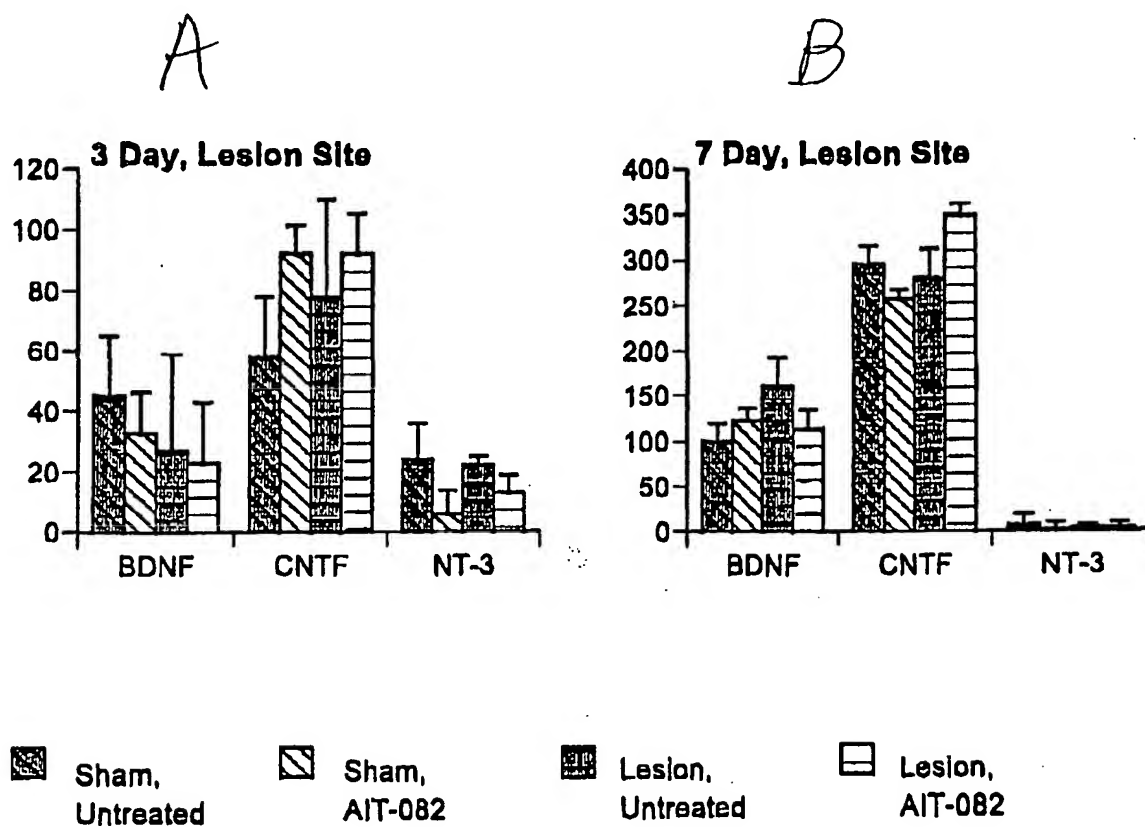 A
B
3 Day, Lesion Site
120
100
80
60
40
20
0
BDNF
CNTF
NT-3
7 Day, Lesion Site
400
350
300
250
200
150
100
50
0
BDNF
CNTF
NT-3
Sham,
Untreated
Sham,
AIT-082
Lesion,
Untreated
Lesion,
AIT-082